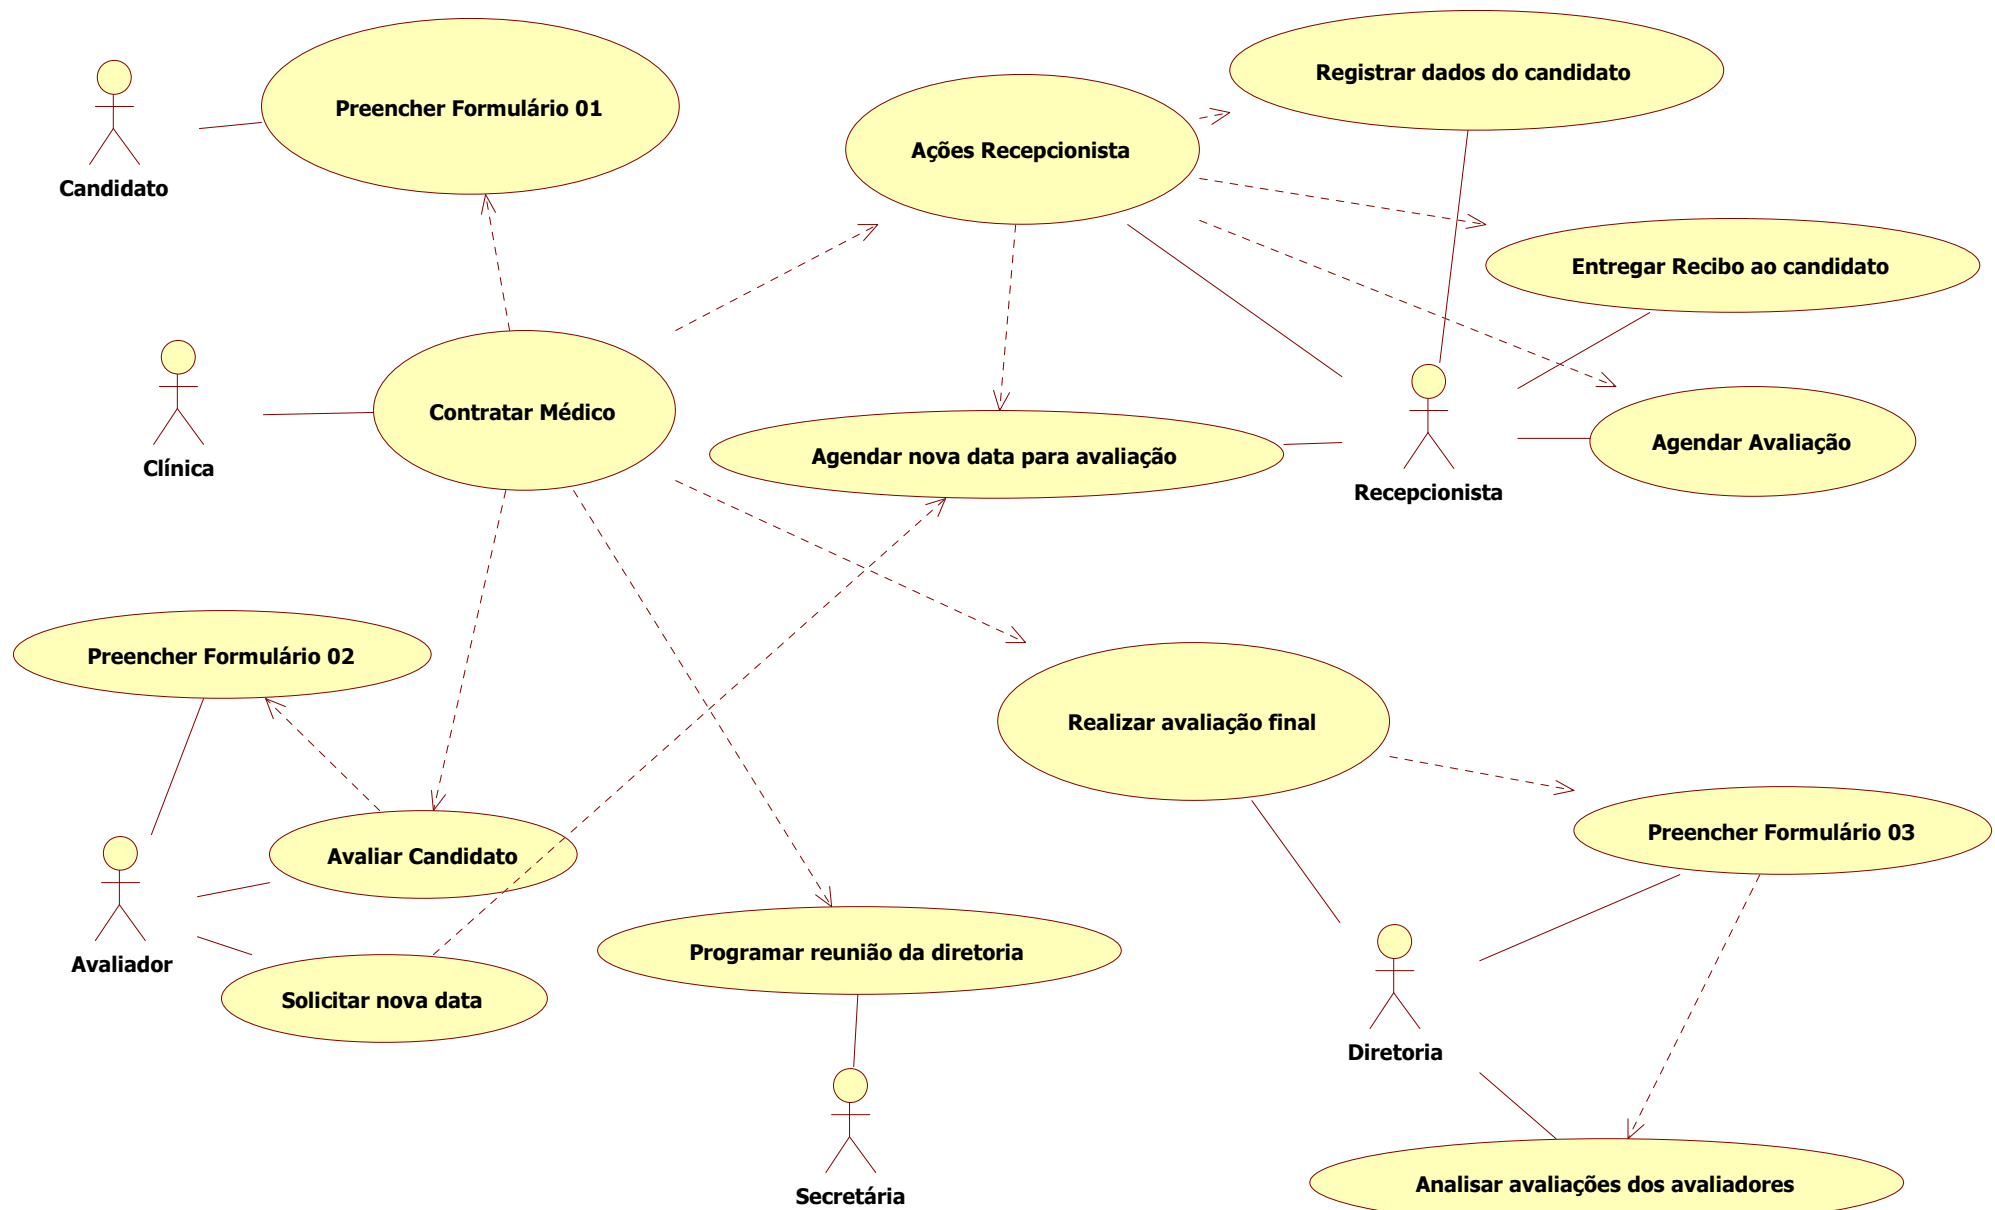 Registrar dados do candidato
Preencher Formulário 01
Ações Recepcionista
Candidato
Entregar Recibo ao candidato
Contratar Médico
Agendar Avaliação
Agendar nova data para avaliação
Clínica
Recepcionista
Preencher Formulário 02
Realizar avaliação final
Preencher Formulário 03
Avaliar Candidato
Programar reunião da diretoria
Avaliador
Solicitar nova data
Diretoria
Analisar avaliações dos avaliadores
Secretária